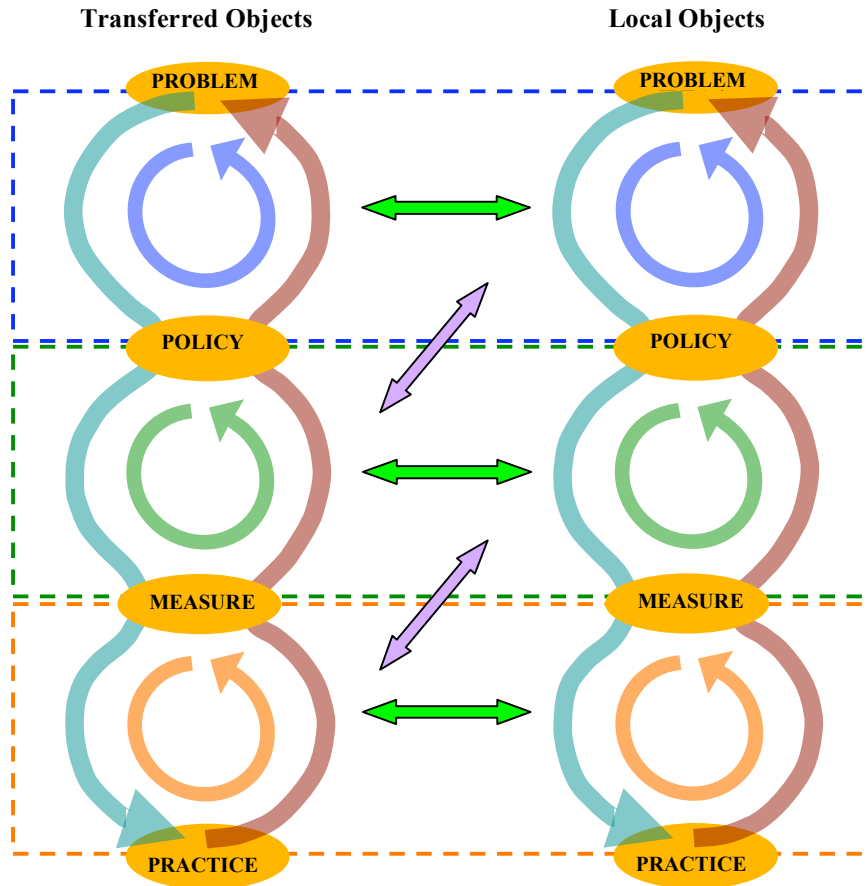 Transferred Objects
Local Objects
PROBLEM
PROBLEM
POLICY
POLICY
MEASURE
MEASURE
PRACTICE
PRACTICE